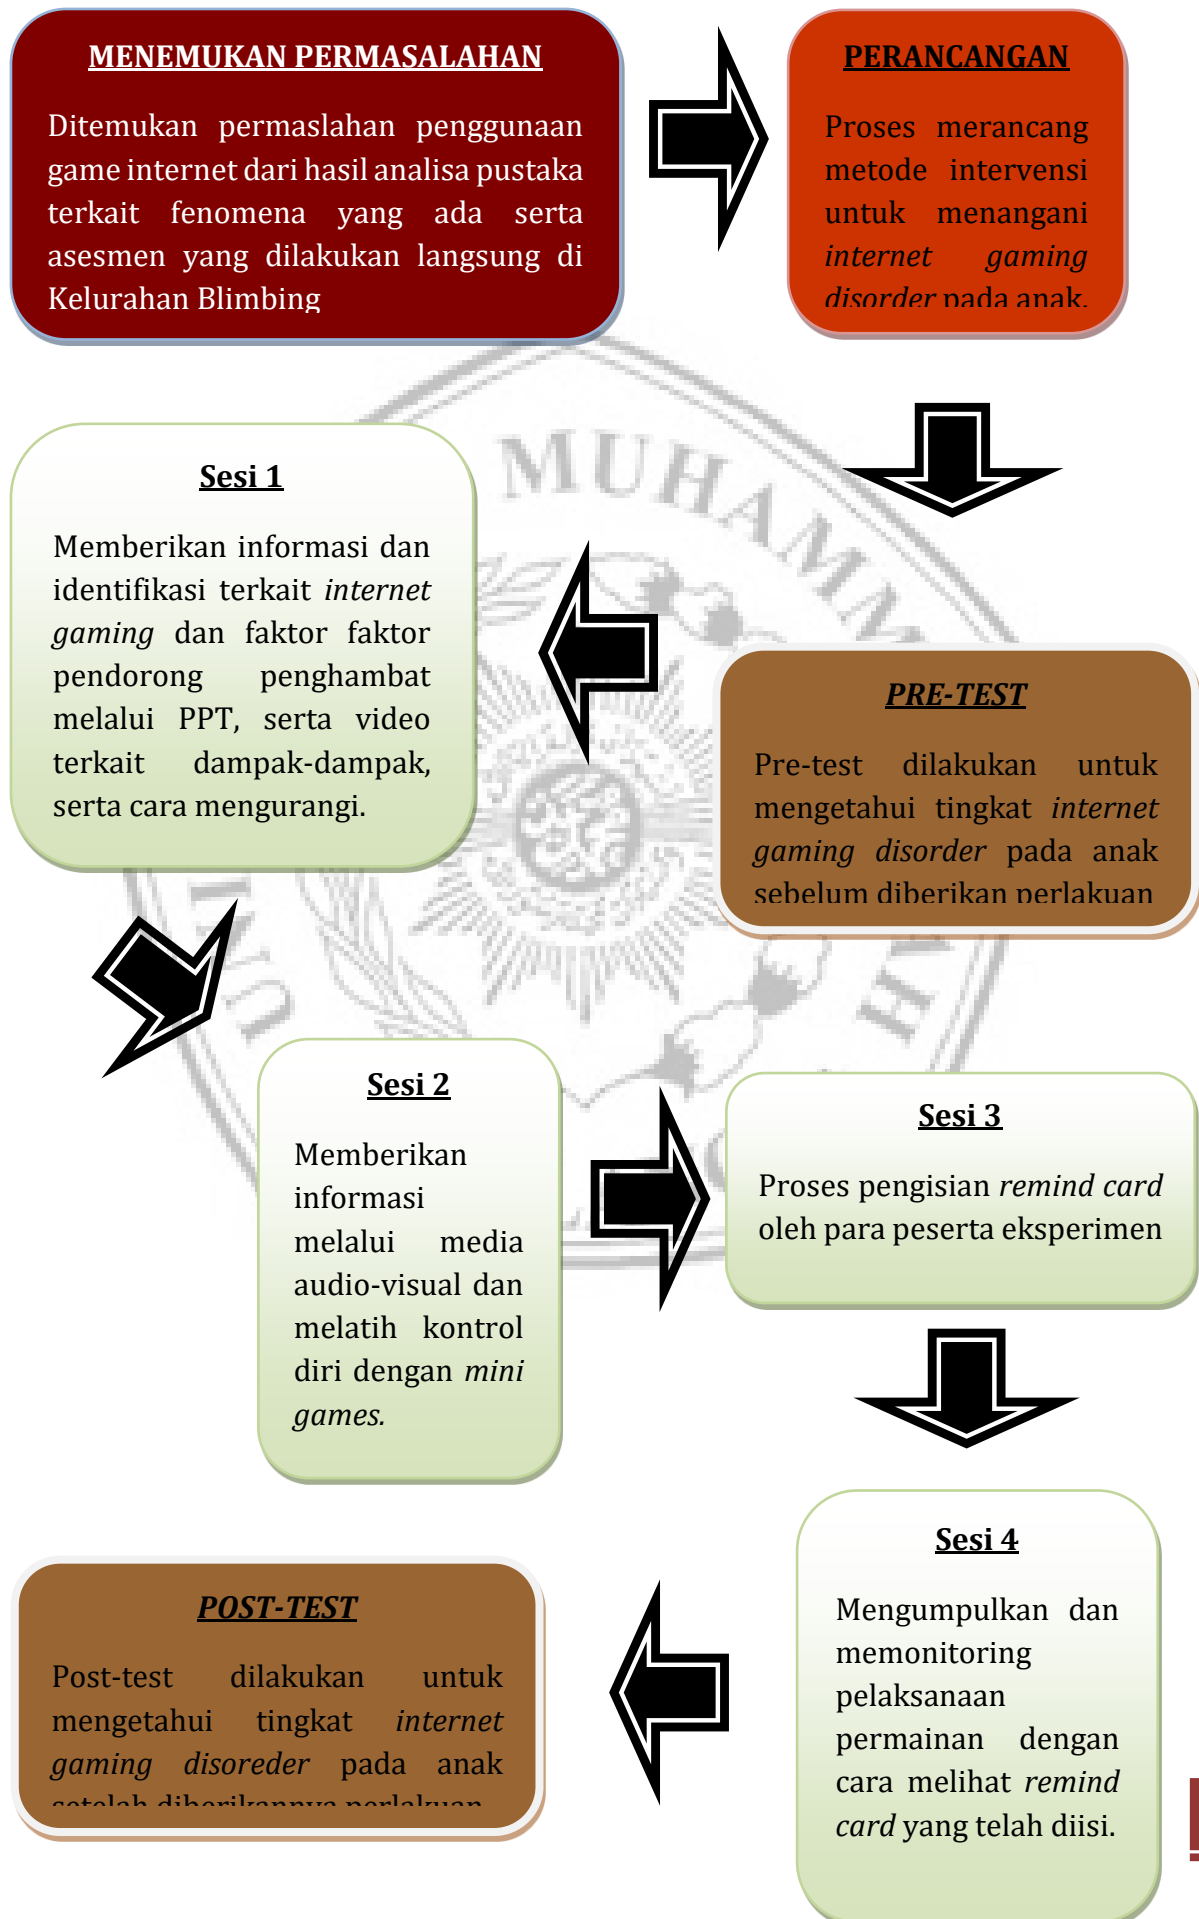 MENEMUKAN PERMASALAHAN
Ditemukan permaslahan penggunaan
game internet dari hasil analisa pustaka
terkait fenomena yang ada serta
asesmen yang dilakukan langsung di
Kelurahan Blimbing
PERANCANGAN
Proses merancang
metode intervensi
untuk menangani
internet gaming
disorder pada anak.
PRE-TEST
Pre-test dilakukan untuk
mengetahui tingkat internet
gaming disorder pada anak
sebelum diberikan perlakuan
Sesi 1
Memberikan informasi dan
identifikasi terkait internet
gaming dan faktor faktor
pendorong penghambat
melalui PPT, serta video
terkait dampak-dampak,
serta cara mengurangi.
Sesi 2
Memberikan
informasi
melalui media
audio-visual dan
melatih kontrol
diri dengan mini
games.
Sesi 3
Proses pengisian remind card
oleh para peserta eksperimen
Sesi 4
Mengumpulkan dan
memonitoring
pelaksanaan
permainan dengan
cara melihat remind
card yang telah diisi.
POST-TEST
Post-test dilakukan untuk
mengetahui tingkat internet
gaming disoreder pada anak
setelah diberikannya perlakuan
MUHAMM